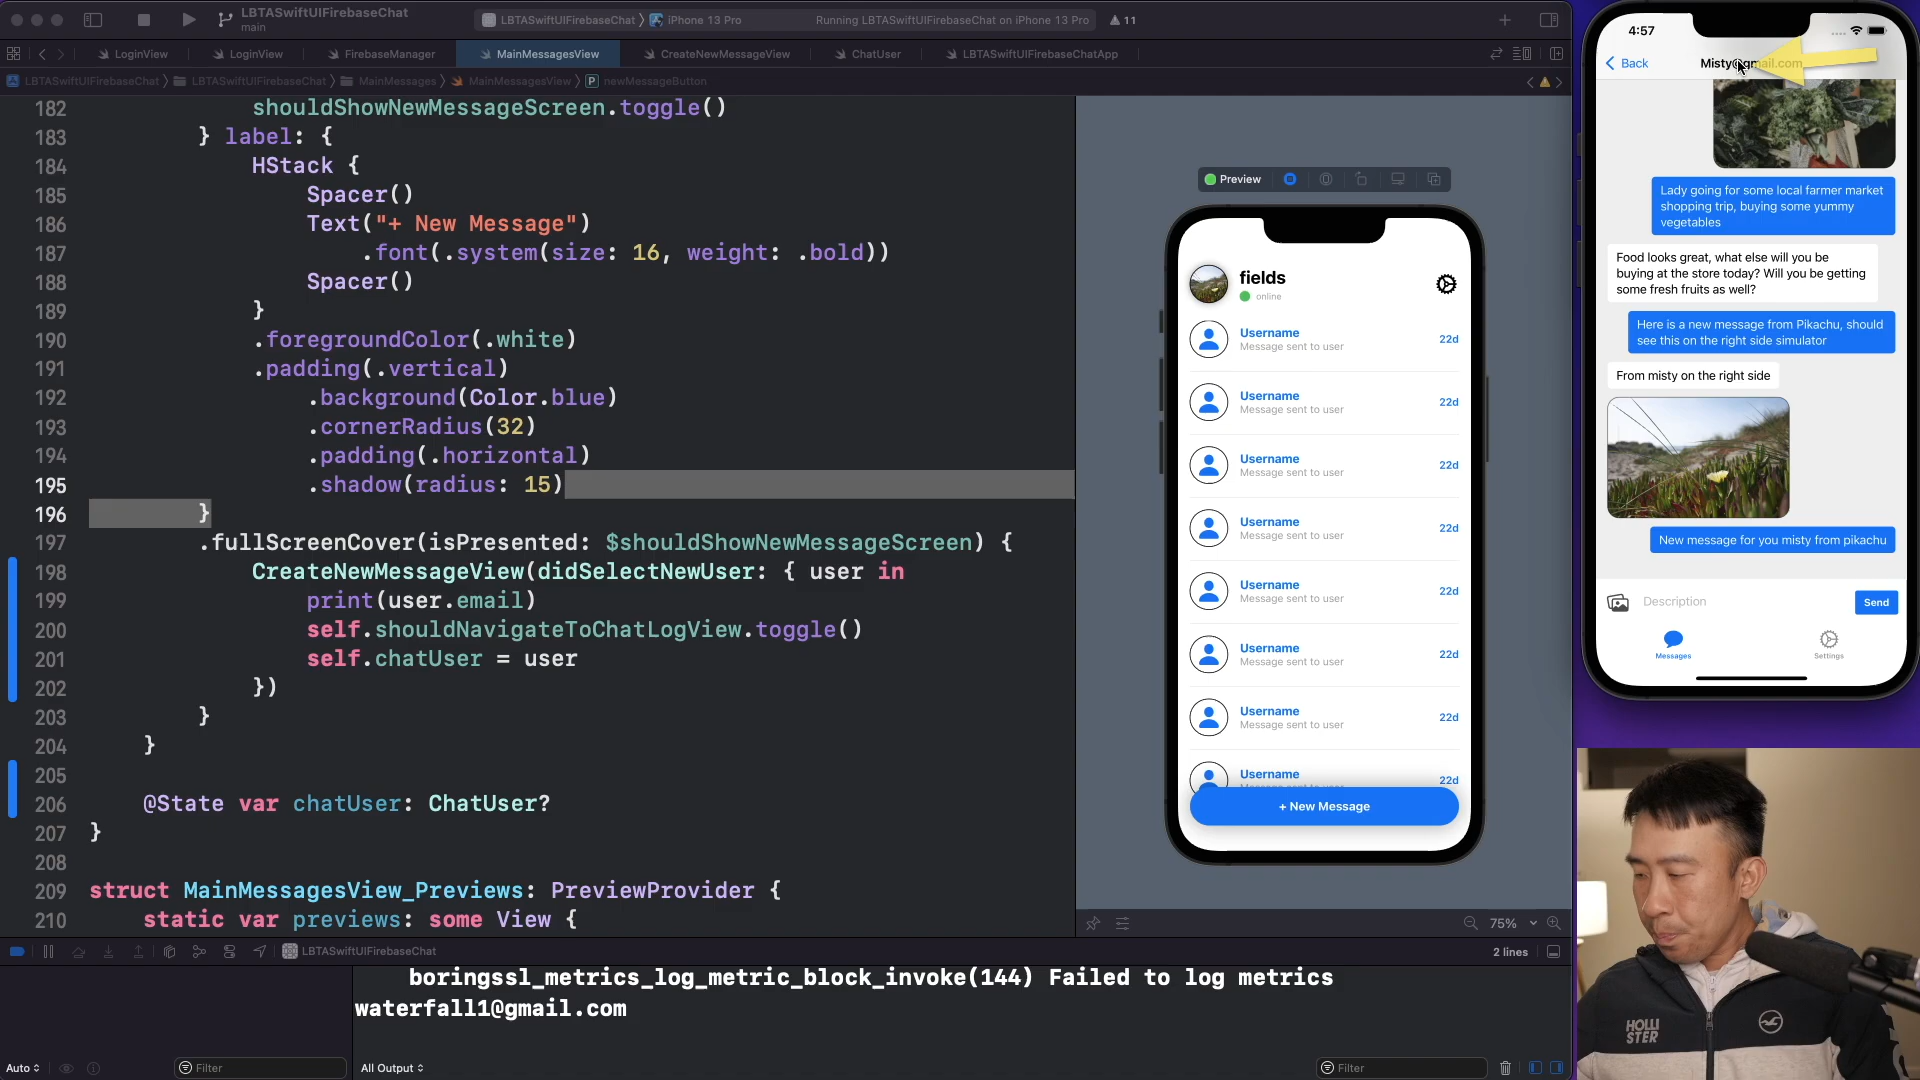 LBTASwiftUIFirebaseChat
main
LBTASwiftUIFirebaseChat
iPhone 13 Pro
Running LBTASwiftUIFirebaseChat on iPhone 13 Pro
11
LoginView
LoginView
FirebaseManager
MainMessagesView
CreateNewMessageView
ChatUser
LBTASwiftUIFirebaseChatApp
LBTASwiftUIFirebaseChat
LBTASwiftUIFirebaseChat
MainMessages
MainMessagesView
P
newMessageButton
182 shouldShowNewMessageScreen.toggle()
183 } label: {
184 HStack {
185 Spacer()
186 Text("+ New Message")
187 .font(.system(size: 16, weight: .bold))
188 Spacer()
189 }
190 .foregroundColor(.white)
191 .padding(.vertical)
192 .background(Color.blue)
193 .cornerRadius(32)
194 .padding(.horizontal)
195 .shadow(radius: 15)
196 }
197 .fullScreenCover(isPresented: $shouldShowNewMessageScreen) {
198 CreateNewMessageView(didSelectNewUser: { user in
199 print(user.email)
200 self.shouldNavigateToChatLogView.toggle()
201 self.chatUser = user
202 })
203 }
204 }
205
206 @State var chatUser: ChatUser?
207 }
208
209 struct MainMessagesView_Previews: PreviewProvider {
210 static var previews: some View {
Preview
fields
online
Username
Message sent to user
22d
Username
Message sent to user
22d
Username
Message sent to user
22d
Username
Message sent to user
22d
Username
Message sent to user
22d
Username
Message sent to user
22d
Username
Message sent to user
22d
Username
22d
+ New Message
75%
4:57
Back
Misty@gmail.com
Lady going for some local farmer market
shopping trip, buying some yummy
vegetables
Food looks great, what else will you be
buying at the store today? Will you be getting
some fresh fruits as well?
Here is a new message from Pikachu, should
see this on the right side simulator
From misty on the right side
New message for you misty from pikachu
Description
Send
Messages
Settings
LBTASwiftUIFirebaseChat
2 lines
boringssl_metrics_log_metric_block_invoke(144) Failed to log metrics
waterfall1@gmail.com
Auto
Filter
All Output
Filter
HOLLISTER